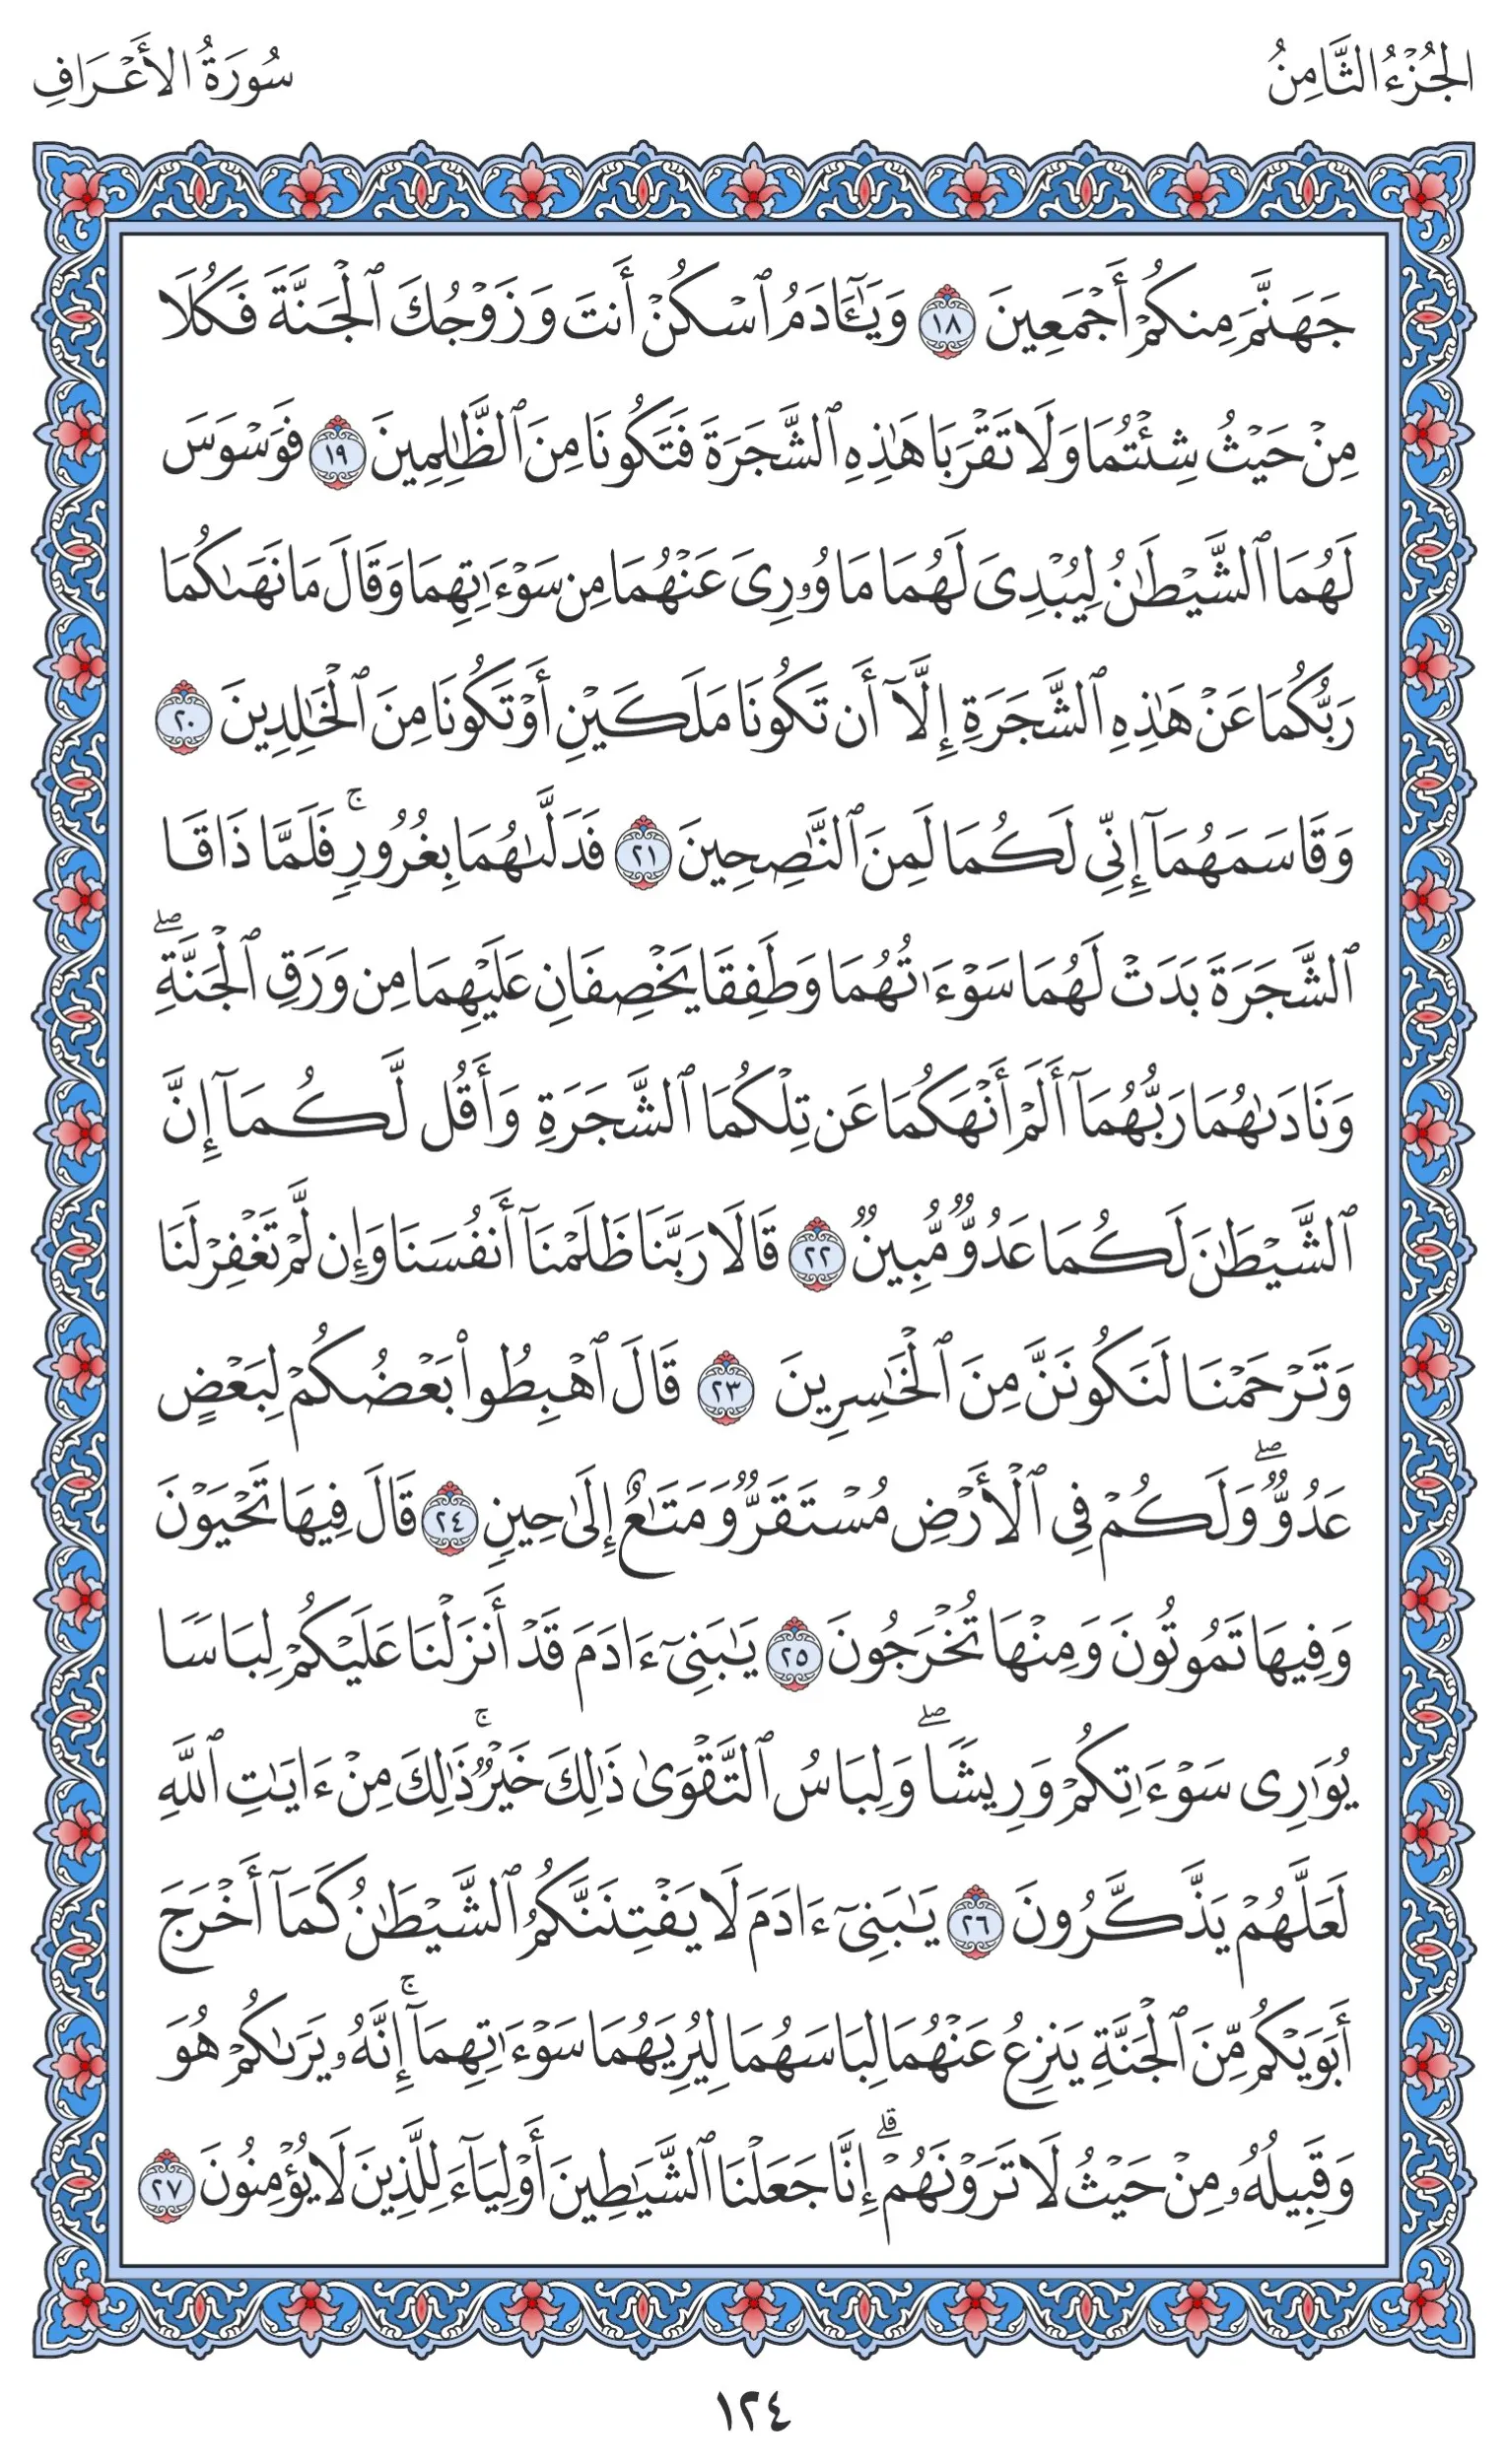 الجُزْءُ الثَّامِنُ
سُورَةُ الأَعْرَافِ
جَهَنَّمَ مِنكُمْ أَجْمَعِينَ ١٨ وَيَٰٓـَٔادَمُ ٱسْكُنْ أَنتَ وَزَوْجُكَ ٱلْجَنَّةَ فَكُلَا
مِنْ حَيْثُ شِئْتُمَا وَلَا تَقْرَبَا هَٰذِهِ ٱلشَّجَرَةَ فَتَكُونَا مِنَ ٱلظَّٰلِمِينَ ١٩ فَوَسْوَسَ
لَهُمَا ٱلشَّيْطَٰنُ لِيُبْدِيَ لَهُمَا مَا وُۥرِيَ عَنْهُمَا مِن سَوْءَٰتِهِمَا وَقَالَ مَا نَهَىٰكُمَا
رَبُّكُمَا عَنْ هَٰذِهِ ٱلشَّجَرَةِ إِلَّآ أَن تَكُونَا مَلَكَيْنِ أَوْ تَكُونَا مِنَ ٱلْخَٰلِدِينَ ٢٠
وَقَاسَمَهُمَآ إِنِّي لَكُمَا لَمِنَ ٱلنَّٰصِحِينَ ٢١ فَدَلَّىٰهُمَا بِغُرُورٍۚ فَلَمَّا ذَاقَا
ٱلشَّجَرَةَ بَدَتْ لَهُمَا سَوْءَٰتُهُمَا وَطَفِقَا يَخْصِفَانِ عَلَيْهِمَا مِن وَرَقِ ٱلْجَنَّةِۖ
وَنَادَىٰهُمَا رَبُّهُمَآ أَلَمْ أَنْهَكُمَا عَن تِلْكُمَا ٱلشَّجَرَةِ وَأَقُل لَّكُمَآ إِنَّ
ٱلشَّيْطَٰنَ لَكُمَا عَدُوٌّ مُّبِينٌ ٢٢ قَالَا رَبَّنَا ظَلَمْنَآ أَنفُسَنَا وَإِن لَّمْ تَغْفِرْ لَنَا
وَتَرْحَمْنَا لَنَكُونَنَّ مِنَ ٱلْخَٰسِرِينَ ٢٣ قَالَ ٱهْبِطُوا۟ بَعْضُكُمْ لِبَعْضٍ
عَدُوٌّۖ وَلَكُمْ فِي ٱلْأَرْضِ مُسْتَقَرٌّ وَمَتَٰعٌ إِلَىٰ حِينٍ ٢٤ قَالَ فِيهَا تَحْيَوْنَ
وَفِيهَا تَمُوتُونَ وَمِنْهَا تُخْرَجُونَ ٢٥ يَٰبَنِيٓ ءَادَمَ قَدْ أَنزَلْنَا عَلَيْكُمْ لِبَاسًا
يُوَٰرِي سَوْءَٰتِكُمْ وَرِيشًاۖ وَلِبَاسُ ٱلتَّقْوَىٰ ذَٰلِكَ خَيْرٌۚ ذَٰلِكَ مِنْ ءَايَٰتِ ٱللَّهِ
لَعَلَّهُمْ يَذَّكَّرُونَ ٢٦ يَٰبَنِيٓ ءَادَمَ لَا يَفْتِنَنَّكُمُ ٱلشَّيْطَٰنُ كَمَآ أَخْرَجَ
أَبَوَيْكُم مِّنَ ٱلْجَنَّةِ يَنزِعُ عَنْهُمَا لِبَاسَهُمَا لِيُرِيَهُمَا سَوْءَٰتِهِمَآۚ إِنَّهُۥ يَرَىٰكُمْ هُوَ
وَقَبِيلُهُۥ مِنْ حَيْثُ لَا تَرَوْنَهُمْۗ إِنَّا جَعَلْنَا ٱلشَّيَٰطِينَ أَوْلِيَآءَ لِلَّذِينَ لَا يُؤْمِنُونَ ٢٧
١٢٤